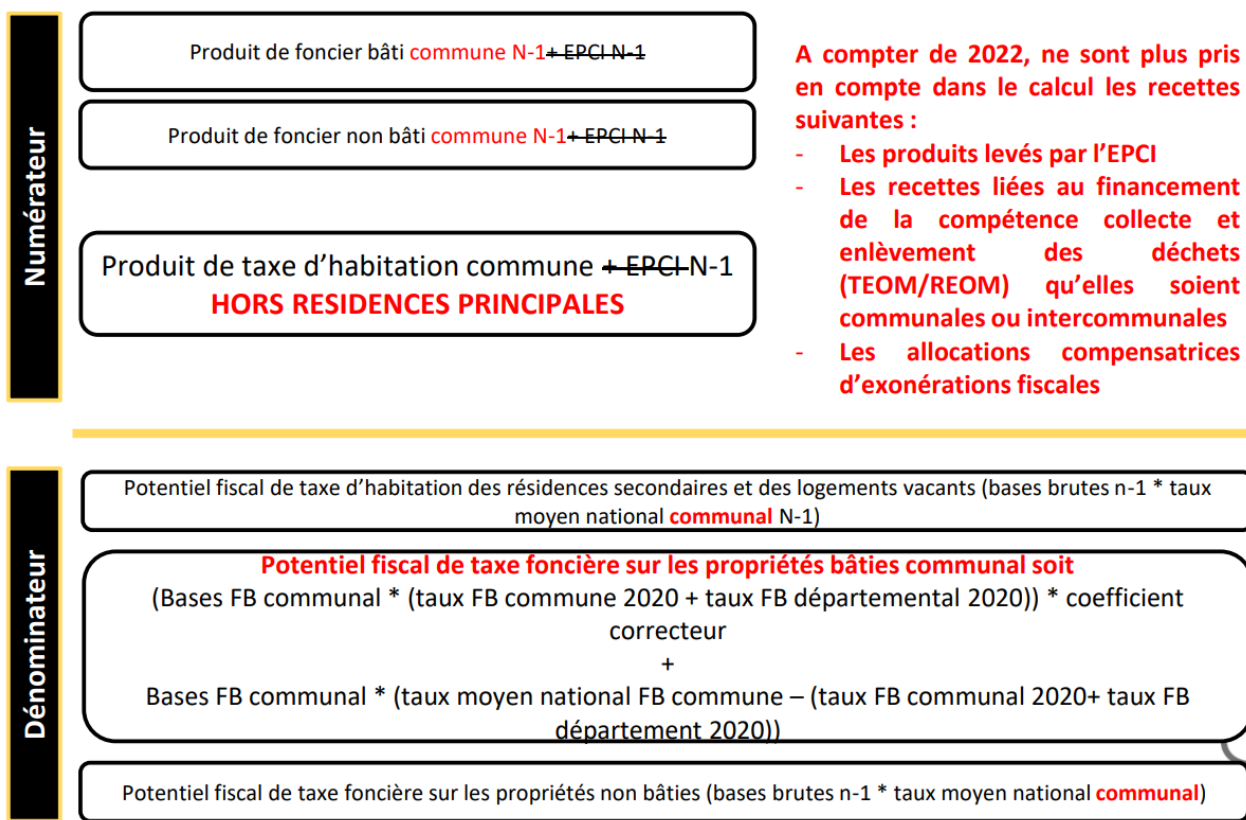 Numérateur
Produit de foncier bâti commune N-1+ EPCI N-1
Produit de foncier non bâti commune N-1+ EPCI N-1
Produit de taxe d’habitation commune + EPCI N-1
HORS RESIDENCES PRINCIPALES
A compter de 2022, ne sont plus pris
en compte dans le calcul les recettes
suivantes :
- Les produits levés par l’EPCI
- Les recettes liées au financement
de la compétence collecte et
enlèvement des déchets
(TEOM/REOM) qu’elles soient
communales ou intercommunales
- Les allocations compensatrices
d’exonérations fiscales
Dénominateur
Potentiel fiscal de taxe d’habitation des résidences secondaires et des logements vacants (bases brutes n-1 * taux
moyen national communal N-1)
Potentiel fiscal de taxe foncière sur les propriétés bâties communal soit
(Bases FB communal * (taux FB commune 2020 + taux FB départemental 2020)) * coefficient
correcteur
+
Bases FB communal * (taux moyen national FB commune – (taux FB communal 2020+ taux FB
département 2020))
Potentiel fiscal de taxe foncière sur les propriétés non bâties (bases brutes n-1 * taux moyen national communal)